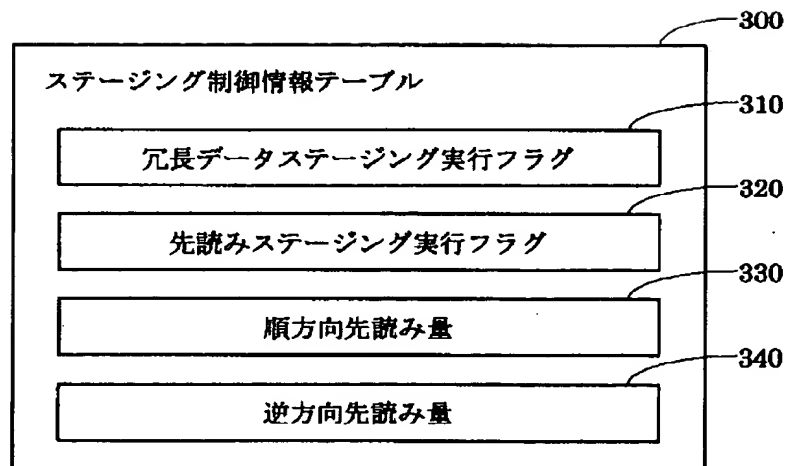 300
ステージング制御情報テーブル
310
冗長データステージング実行フラグ
320
先読みステージング実行フラグ
330
順方向先読み量
340
逆方向先読み量